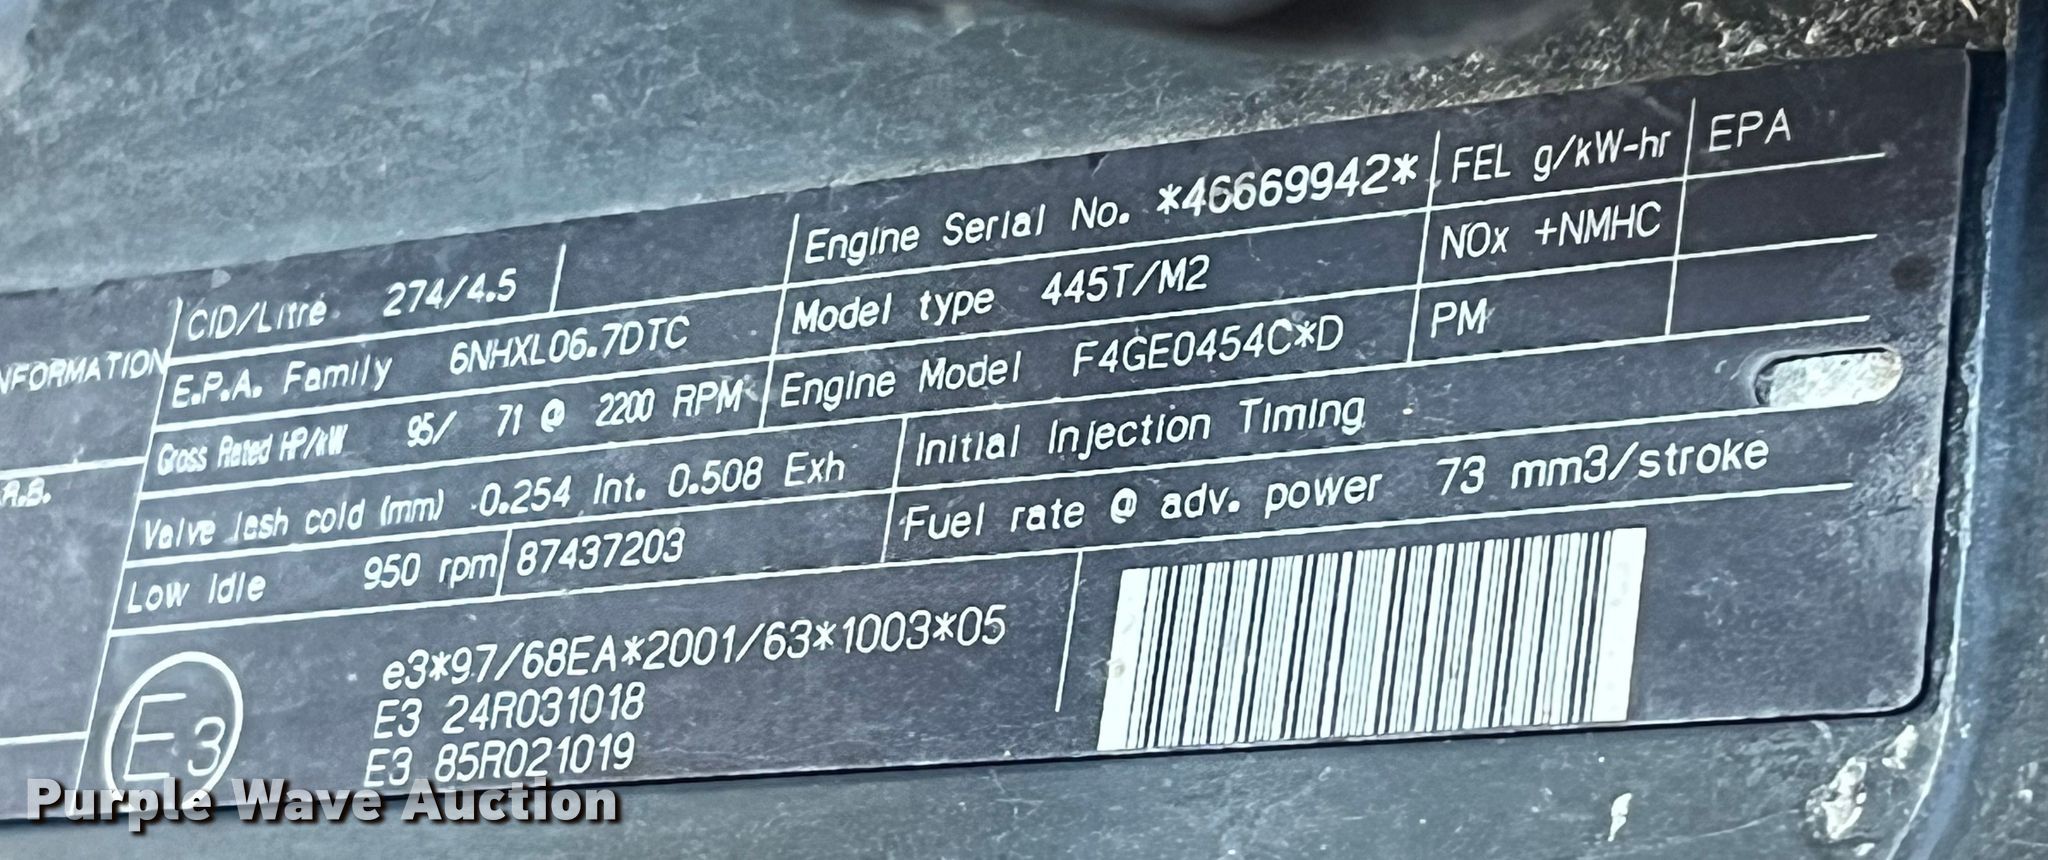 Engine Serial No. *46669942* FEL g/kW-hr EPA
CID/Litre 274/4.5 Model type 445T/M2 NOx +NMHC
INFORMATION E.P.A. Family 6NHXL06.7DTC Engine Model F4GE0454C*D PM
Gross Rated HP/kW 95/ 71 @ 2200 RPM Initial Injection Timing
Valve lash cold (mm) 0.254 Int. 0.508 Exh Fuel rate @ adv. power 73 mm3/stroke
Low Idle 950 rpm 87437203
e3*97/68EA*2001/63*1003*05
E3 24R031018
E3 85R021019
E3
Purple Wave Auction